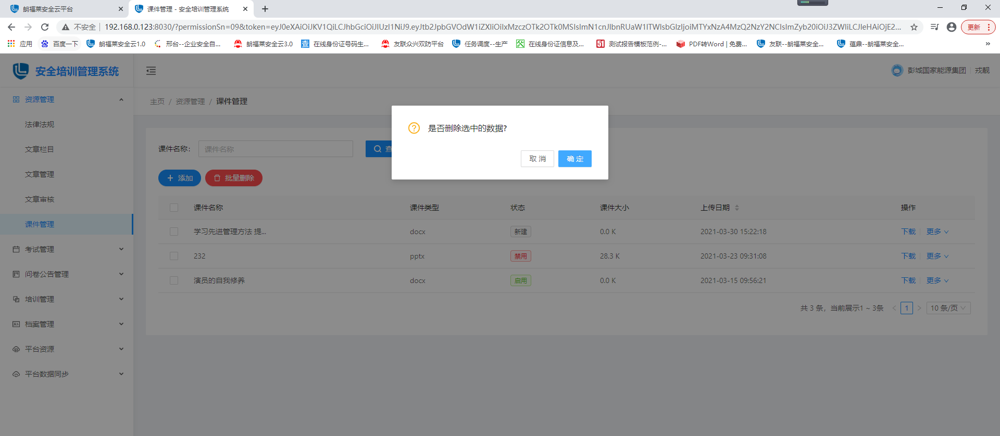 朗福莱安全云平台
课件管理 - 安全培训管理系统
不安全
192.168.0.123:8030/?permissionSn=09&token=eyJ0eXAiOiJKV1QiLCJhbGciOiJIUzI1NiJ9.eyJtb2JpbGVOdW1iZXIiOiIxMzczOTk2OTk0MSIsImN1cnJlbnRUaW1lTWlsbGlzIjoiMTYxNzA4MzQ2NzY2NCIsImZyb20iOiJ3ZWIiLCJleHAiOjE2...
更新
应用
百度一下
朗福莱安全云1.0
邢台--企业安全自...
朗福莱安全云3.0
在线身份证号码生...
友联众兴双防平台
任务调度--生产
在线身份证信息及...
测试报告模板范例-...
PDF转Word | 免费...
友联--朗福莱安全...
蕴鼎--朗福莱安全...
安全培训管理系统
彭城国家能源集团
戎靓
资源管理
法律法规
文章栏目
文章管理
文章审核
课件管理
考试管理
问卷公告管理
培训管理
档案管理
平台资源
平台数据同步
主页 / 资源管理 / 课件管理
是否删除选中的数据?
取 消
确 定
课件名称:
课件名称
添加
批量删除
课件名称 课件类型 状态 课件大小 上传日期 操作
学习先进管理方法 提... docx 新建 0.0 K 2021-03-30 15:22:18 下载 更多
232 pptx 禁用 28.3 K 2021-03-23 09:31:08 下载 更多
演员的自我修养 docx 启用 0.0 K 2021-03-15 09:56:21 下载 更多
共 3 条，当前展示1 ~ 3条 < 1 > 10 条/页